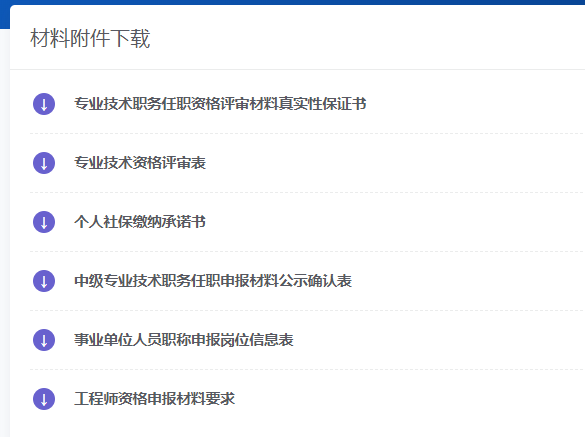 材料附件下载
专业技术职务任职资格评审材料真实性保证书
专业技术资格评审表
个人社保缴纳承诺书
中级专业技术职务任职申报材料公示确认表
事业单位人员职称申报岗位信息表
工程师资格申报材料要求